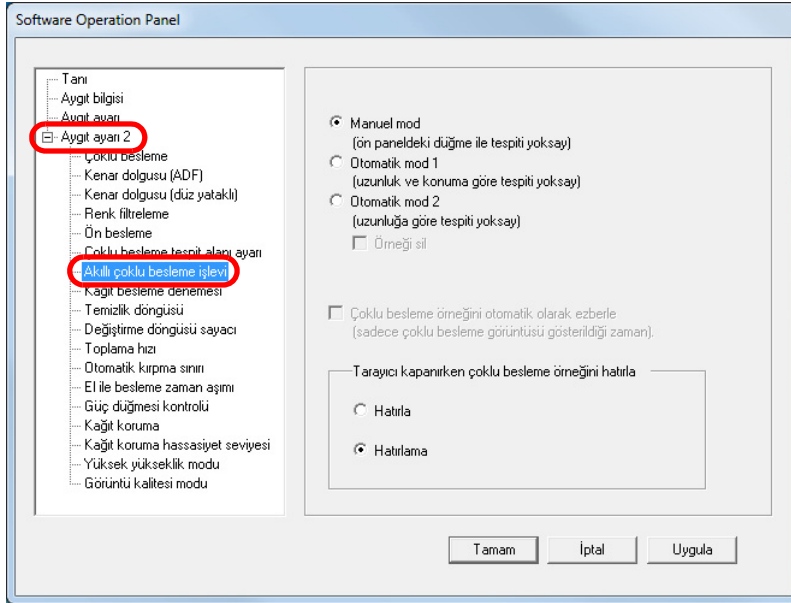 Software Operation Panel
Tanı
Aygıt bilgisi
Aygıt ayarı
Aygıt ayarı 2
Çoklu besleme
Kenar dolgusu (ADF)
Kenar dolgusu (düz yataklı)
Renk filtreleme
Ön besleme
Çoklu besleme tespit alanı ayarı
Akıllı çoklu besleme işlevi
Kağıt besleme denemesi
Temizlik döngüsü
Değiştirme döngüsü sayacı
Toplama hızı
Otomatik kırpma sınırı
El ile besleme zaman aşımı
Güç düğmesi kontrolü
Kağıt koruma
Kağıt koruma hassasiyet seviyesi
Yüksek yükseklik modu
Görüntü kalitesi modu
Manuel mod
(ön paneldeki düğme ile tespiti yoksay)
Otomatik mod 1
(uzunluk ve konuma göre tespiti yoksay)
Otomatik mod 2
(uzunluğa göre tespiti yoksay)
Örneği sil
Çoklu besleme örneğini otomatik olarak ezberle
(sadece çoklu besleme görüntüsü gösterildiği zaman).
Tarayıcı kapanırken çoklu besleme örneğini hatırla
Hatırla
Hatırlama
Tamam
İptal
Uygula